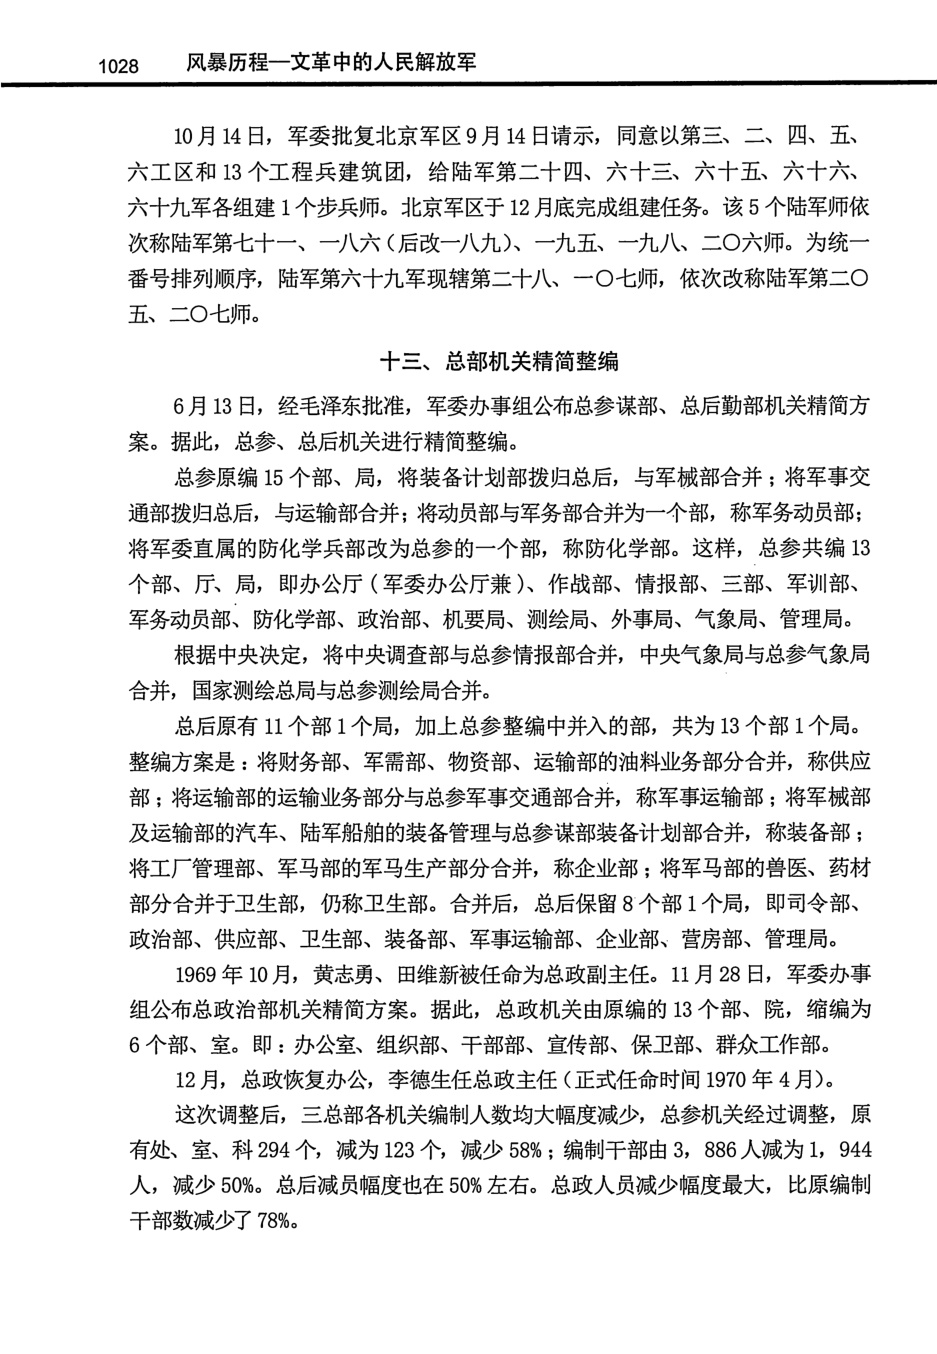 1028 风暴历程—文革中的人民解放军
10月14日，军委批复北京军区9月14日请示，同意以第三、二、四、五、
六工区和13个工程兵建筑团，给陆军第二十四、六十三、六十五、六十六、
六十九军各组建1个步兵师。北京军区于12月底完成组建任务。该5个陆军师依
次称陆军第七十一、一八六（后改一八九）、一九五、一九八、二〇六师。为统一
番号排列顺序，陆军第六十九军现辖第二十八、一〇七师，依次改称陆军第二〇
五、二〇七师。
十三、总部机关精简整编
6月13日，经毛泽东批准，军委办事组公布总参谋部、总后勤部机关精简方
案。据此，总参、总后机关进行精简整编。
总参原编15个部、局，将装备计划部拨归总后，与军械部合并；将军事交
通部拨归总后，与运输部合并；将动员部与军务部合并为一个部，称军务动员部；
将军委直属的防化学兵部改为总参的一个部，称防化学部。这样，总参共编13
个部、厅、局，即办公厅（军委办公厅兼）、作战部、情报部、三部、军训部、
军务动员部、防化学部、政治部、机要局、测绘局、外事局、气象局、管理局。
根据中央决定，将中央调查部与总参情报部合并，中央气象局与总参气象局
合并，国家测绘总局与总参测绘局合并。
总后原有11个部1个局，加上总参整编中并入的部，共为13个部1个局。
整编方案是：将财务部、军需部、物资部、运输部的油料业务部分合并，称供应
部；将运输部的运输业务部分与总参军事交通部合并，称军事运输部；将军械部
及运输部的汽车、陆军船舶的装备管理与总参谋部装备计划部合并，称装备部；
将工厂管理部、军马部的军马生产部分合并，称企业部；将军马部的兽医、药材
部分合并于卫生部，仍称卫生部。合并后，总后保留8个部1个局，即司令部、
政治部、供应部、卫生部、装备部、军事运输部、企业部、营房部、管理局。
1969年10月，黄志勇、田维新被任命为总政副主任。11月28日，军委办事
组公布总政治部机关精简方案。据此，总政机关由原编的13个部、院，缩编为
6个部、室。即：办公室、组织部、干部部、宣传部、保卫部、群众工作部。
12月，总政恢复办公，李德生任总政主任（正式任命时间1970年4月）。
这次调整后，三总部各机关编制人数均大幅度减少，总参机关经过调整，原
有处、室、科294个，减为123个，减少58%；编制干部由3，886人减为1，944
人，减少50%。总后减员幅度也在50%左右。总政人员减少幅度最大，比原编制
干部数减少了78%。